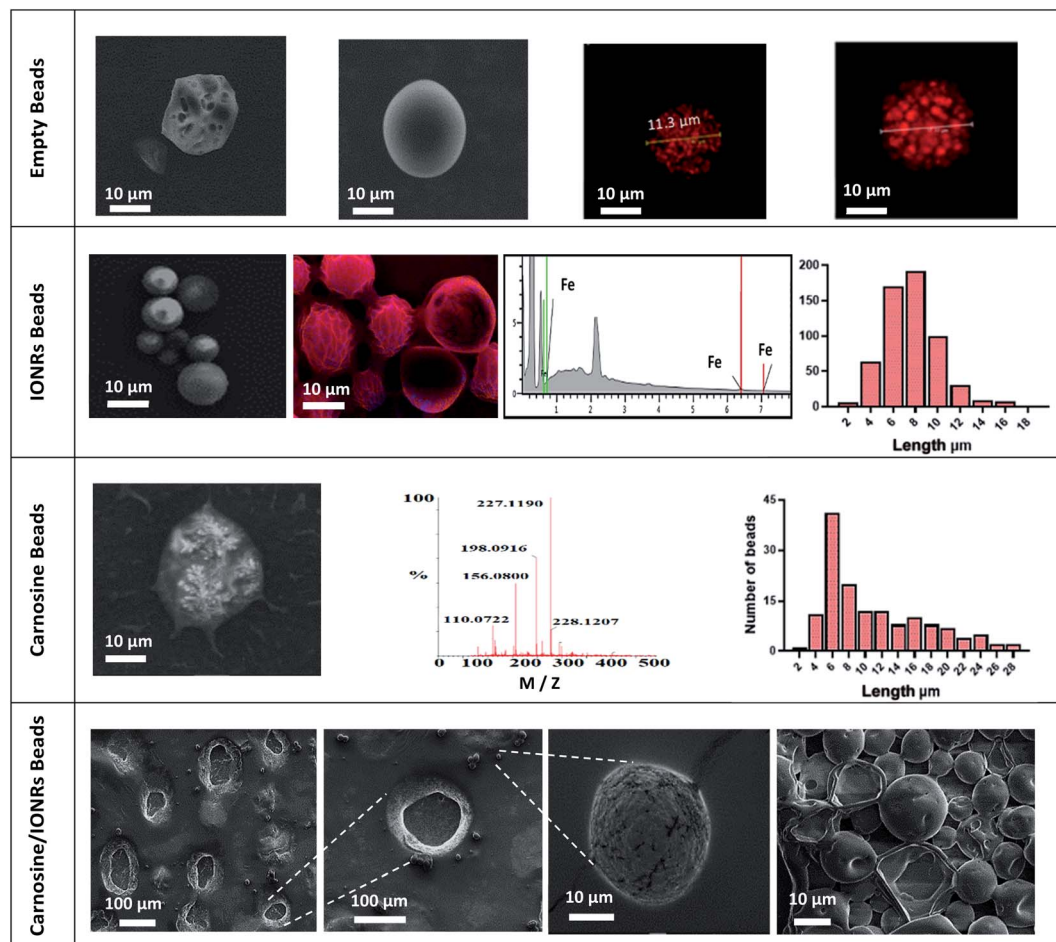 Empty Beads
10 µm
10 µm
11.3 µm
10 µm
10 µm
IONRs Beads
10 µm
10 µm
Fe
Fe
Fe
5
1 2 3 4 5 6 7
200
150
100
50
0
2 4 6 8 10 12 14 16 18
Length µm
Carnosine Beads
10 µm
100
%
227.1190
198.0916
156.0800
110.0722
228.1207
0 100 200 300 400 500
M / Z
Number of beads
45
30
15
0
2 4 6 8 10 12 14 16 18 20 22 24 26 28
Length µm
Carnosine/IONRs Beads
100 µm
100 µm
10 µm
10 µm